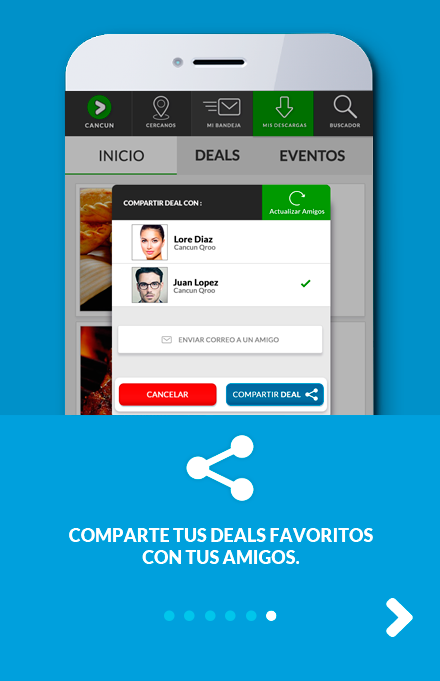 CANCUN
CERCANOS
MI BANDEJA
MIS DESCARGAS
BUSCADOR
INICIO
DEALS
EVENTOS
COMPARTIR DEAL CON :
Actualizar Amigos
Lore Diaz
Cancun Qroo
Juan Lopez
Cancun Qroo
ENVIAR CORREO A UN AMIGO
CANCELAR
COMPARTIR DEAL
COMPARTE TUS DEALS FAVORITOS
CON TUS AMIGOS.